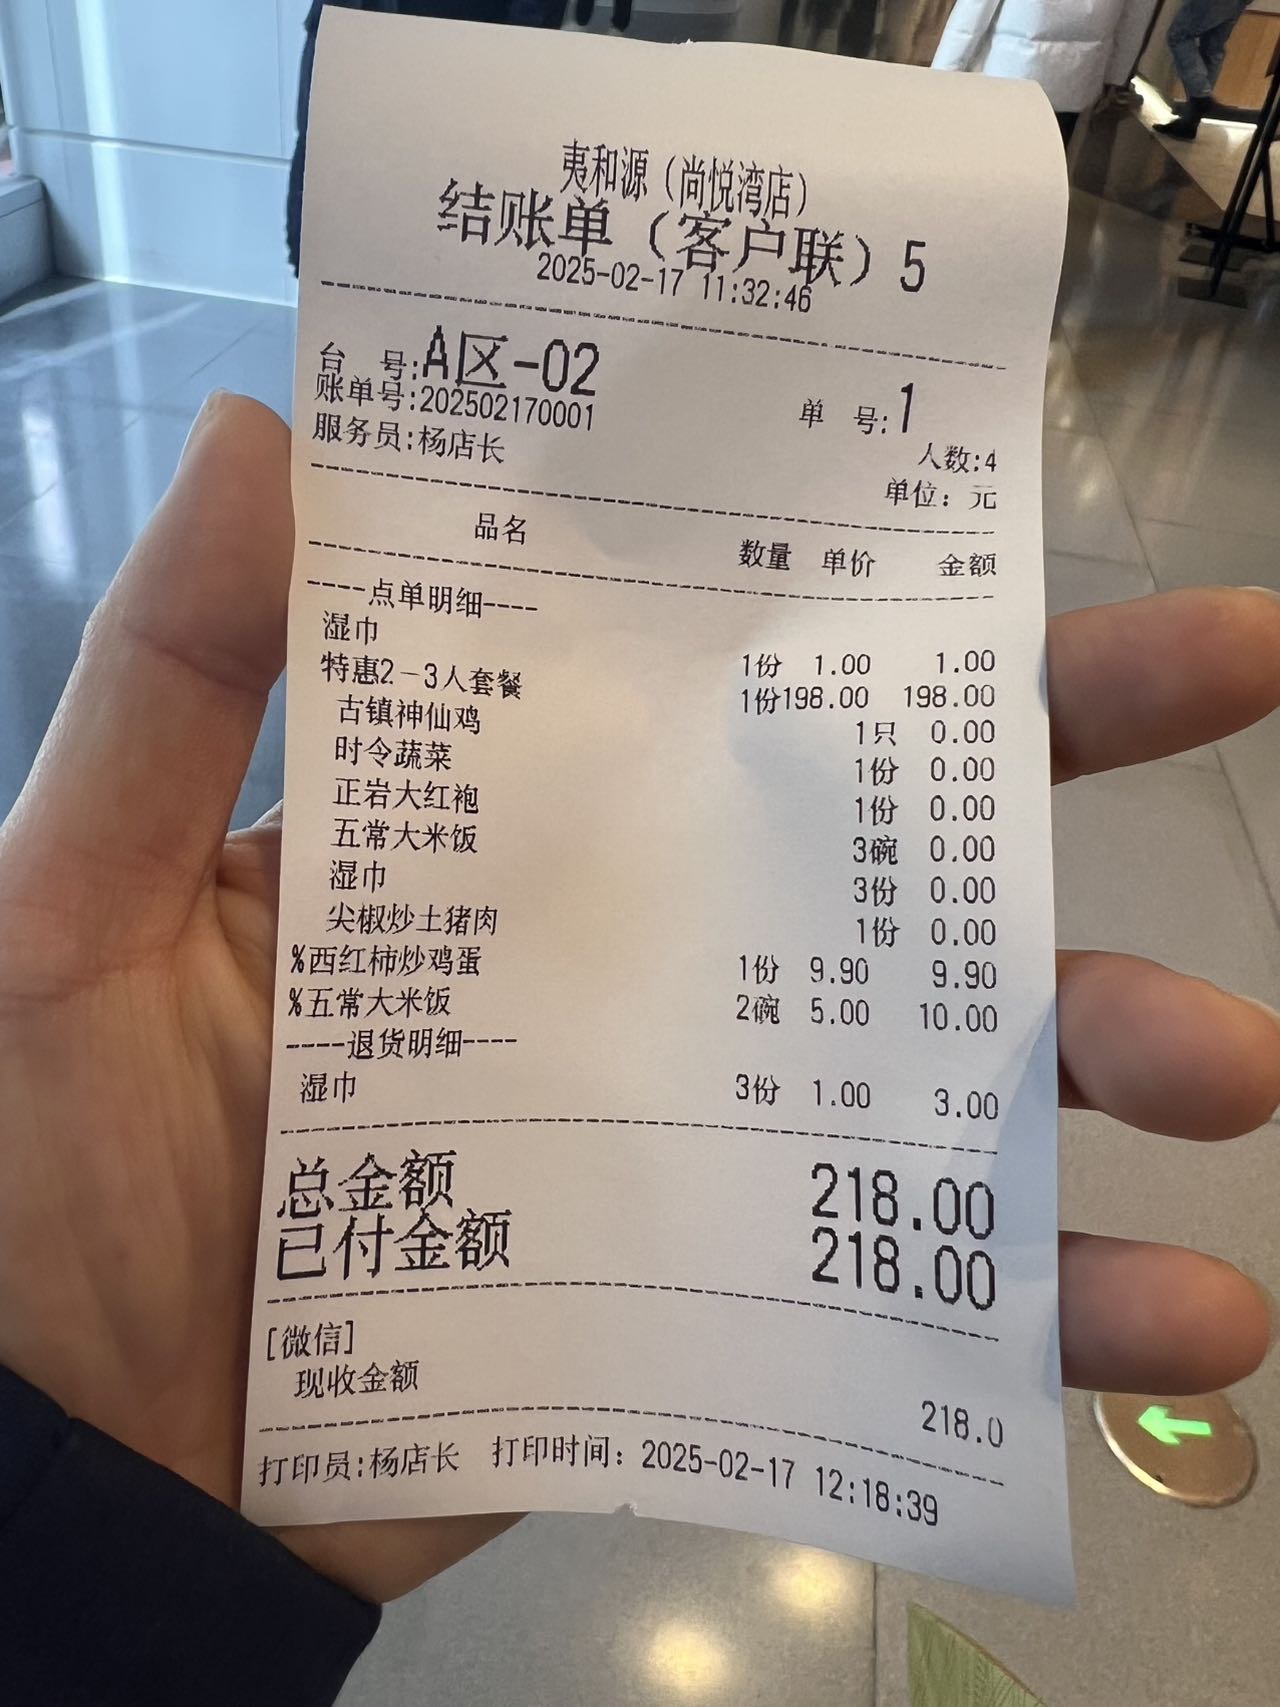 夷和源（尚悦湾店）
结账单（客户联）5
2025-02-17 11:32:46
台 号:A区-02 单 号:1
账单号:202502170001 人数:4
服务员:杨店长 单位：元
品名 数量 单价 金额
----点单明细----
湿巾 1份 1.00 1.00
特惠2－3人套餐 1份198.00 198.00
古镇神仙鸡 1只 0.00
时令蔬菜 1份 0.00
正岩大红袍 1份 0.00
五常大米饭 3碗 0.00
湿巾 3份 0.00
尖椒炒土猪肉 1份 0.00
%西红柿炒鸡蛋 1份 9.90 9.90
%五常大米饭 2碗 5.00 10.00
----退货明细----
湿巾 3份 1.00 3.00
总金额 218.00
已付金额 218.00
[微信]
现收金额 218.0
打印员:杨店长 打印时间：2025-02-17 12:18:39